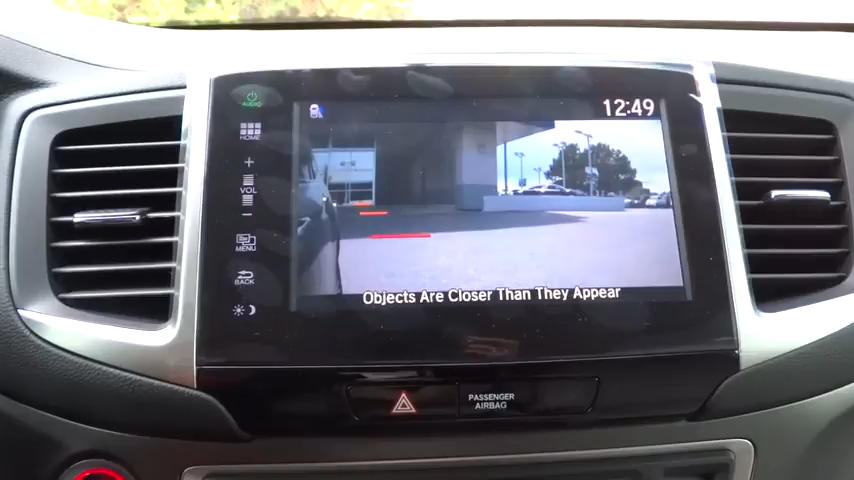 AUDIO
12:49
HOME
+
VOL
−
MENU
BACK
Objects Are Closer Than They Appear
PASSENGER
AIRBAG